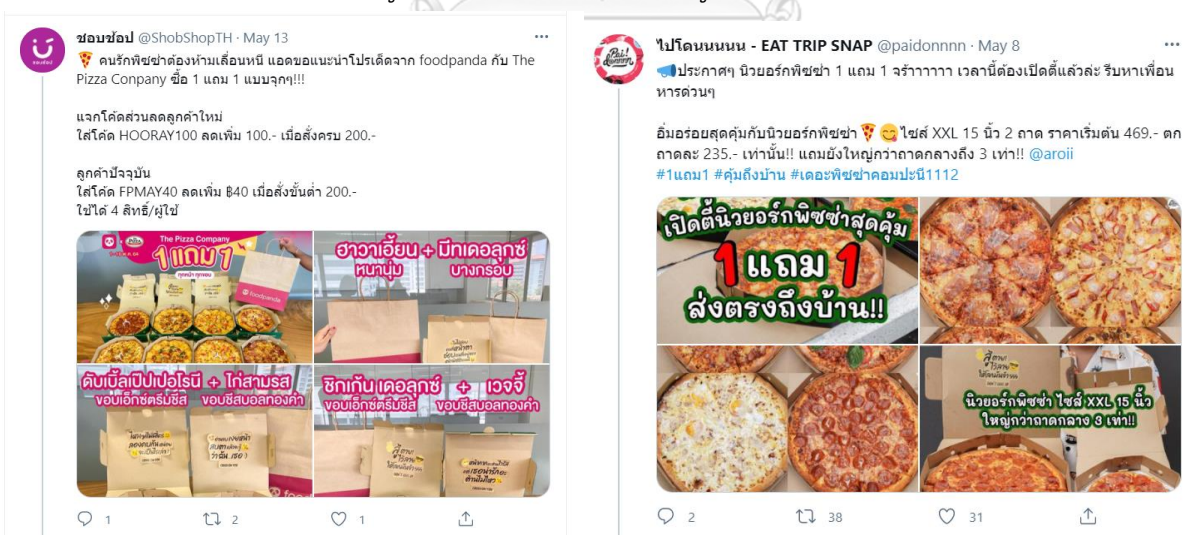 ชอบช้อป @ShobShopTH · May 13
🍕 คนรักพิซซ่าต้องห้ามเลื่อนหนี แอดขอแนะนำโปรเด็ดจาก foodpanda กับ The
Pizza Conpany ซื้อ 1 แถม 1 แบบจุกๆ!!!
แจกโค้ดส่วนลดลูกค้าใหม่
ใส่โค้ด HOORAY100 ลดเพิ่ม 100.- เมื่อสั่งครบ 200.-
ลูกค้าปัจจุบัน
ใส่โค้ด FPMAY40 ลดเพิ่ม ฿40 เมื่อสั่งขั้นต่ำ 200.-
ใช้ได้ 4 สิทธิ์/ผู้ใช้
The Pizza Company
1 แถม 1
foodpanda
ฮาวาเอี้ยน + มีทเดอลุกซ์
หนานุ่ม บางกรอบ
ดับเบิ้ลเปปเปอโรนี + ไก่สามรส
ขอบเอ็กซ์ตรีมชีส ขอบชีสบอลทองคำ
ชิกเก้น เดอลุกซ์ + เวจจี้
ขอบเอ็กซ์ตรีมชีส ขอบชีสบอลทองคำ
1 2 1
ไปโดนนนนน - EAT TRIP SNAP @paidonnnn · May 8
📣ประกาศๆ นิวยอร์กพิซซ่า 1 แถม 1 จร้าาาาาา เวลานี้ต้องเปิดตี้แล้วล่ะ รีบหาเพื่อน
หารด่วนๆ
อิ่มอร่อยสุดคุ้มกับนิวยอร์กพิซซ่า 🍕 😋 ไซส์ XXL 15 นิ้ว 2 ถาด ราคาเริ่มต้น 469.- ตก
ถาดละ 235.- เท่านั้น!! แถมยังใหญ่กว่าถาดกลางถึง 3 เท่า!! @aroii
#1แถม1 #คุ้มถึงบ้าน #เดอะพิซซ่าคอมปะนี1112
เปิดตี้นิวยอร์กพิซซ่าสุดคุ้ม
1 แถม 1
ส่งตรงถึงบ้าน!!
นิวยอร์กพิซซ่า ไซส์ XXL 15 นิ้ว
ใหญ่กว่าถาดกลาง 3 เท่า!!
2 38 31